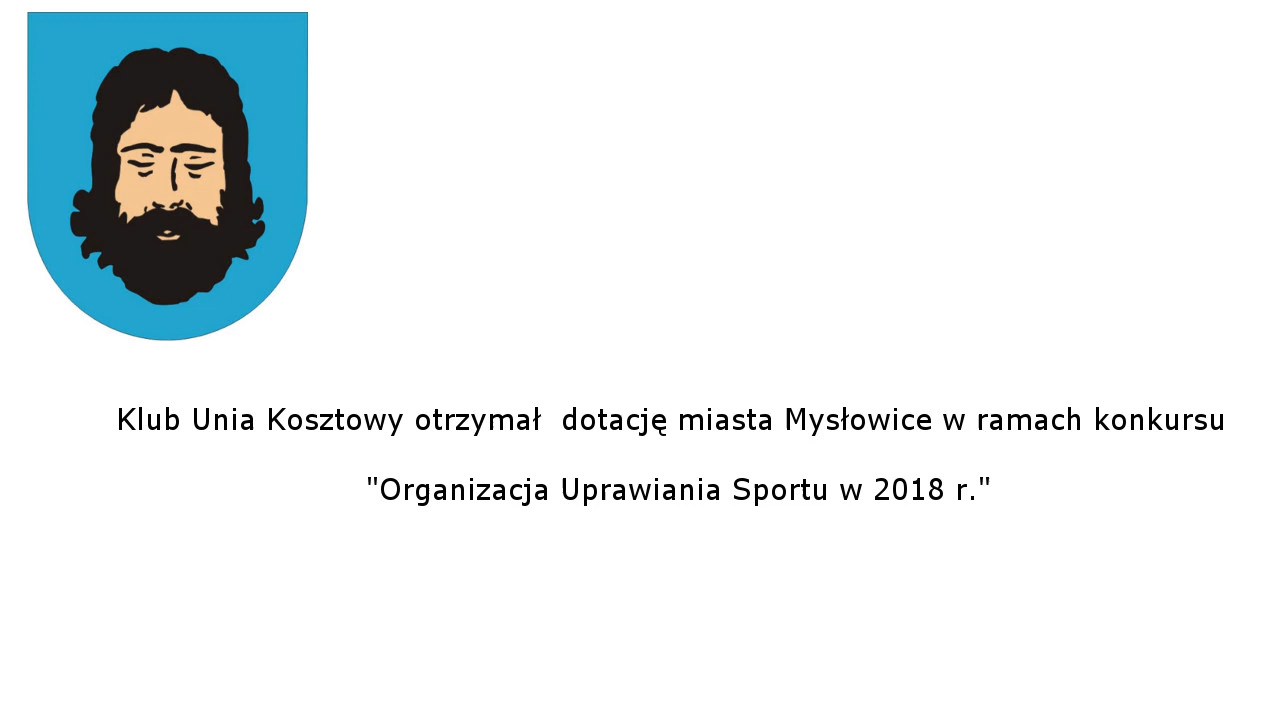 Klub Unia Kosztowy otrzymał  dotację miasta Mysłowice w ramach konkursu
"Organizacja Uprawiania Sportu w 2018 r."